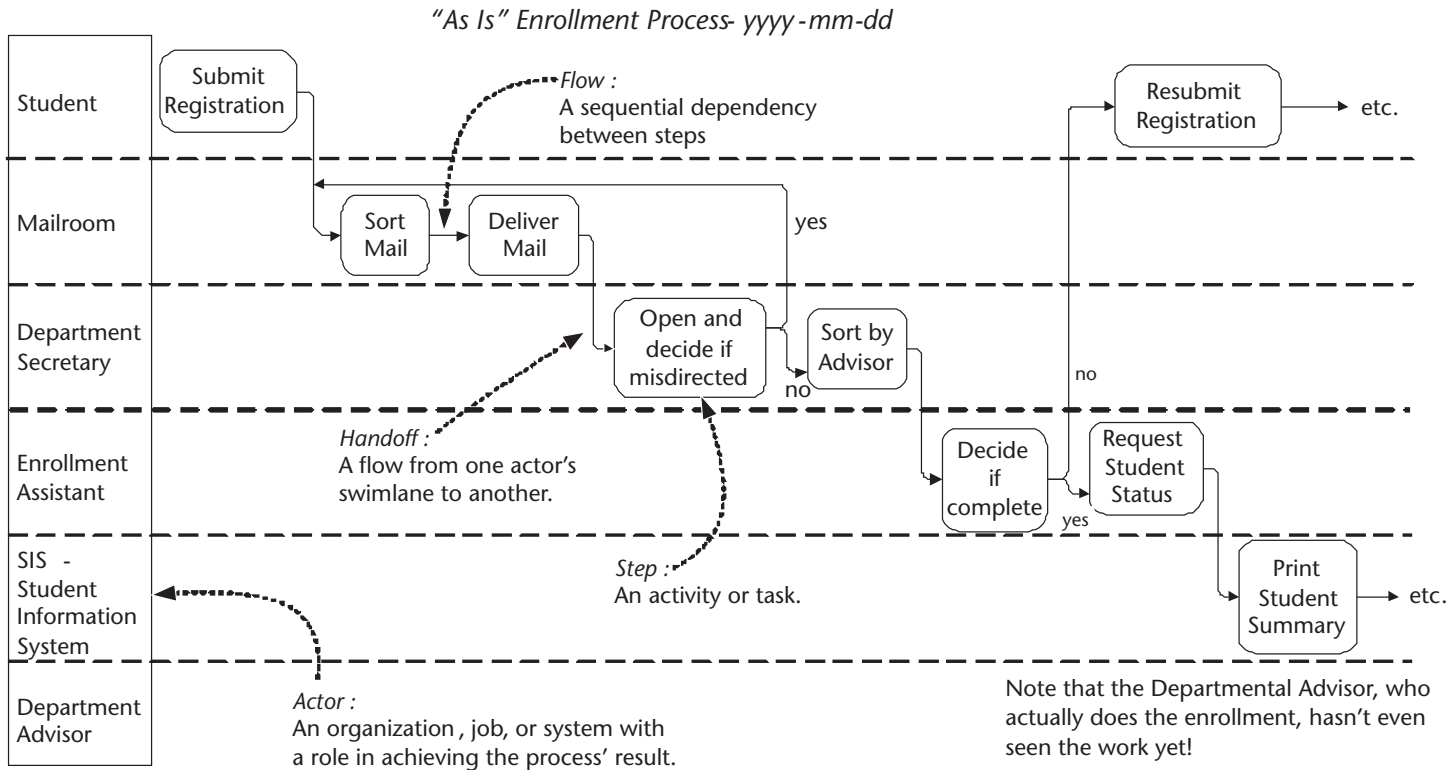 “As Is” Enrollment Process- yyyy -mm-dd
Student
Submit
Registration
Flow :
A sequential dependency
between steps
Resubmit
Registration
etc.
Mailroom
Sort
Mail
Deliver
Mail
yes
Department
Secretary
Open and
decide if
misdirected
no
Sort by
Advisor
no
Handoff :
A flow from one actor’s
swimlane to another.
Enrollment
Assistant
Decide
if
complete
yes
Request
Student
Status
SIS -
Student
Information
System
Step :
An activity or task.
Print
Student
Summary
etc.
Department
Advisor
Actor :
An organization , job, or system with
a role in achieving the process’ result.
Note that the Departmental Advisor, who
actually does the enrollment, hasn’t even
seen the work yet!